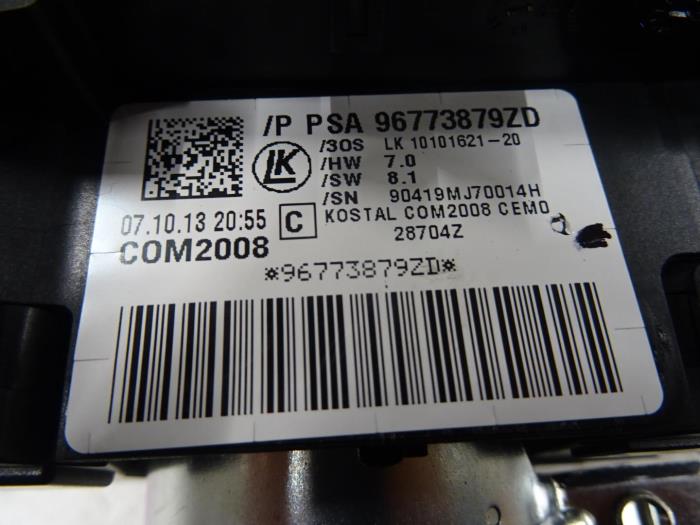 /P PSA 96773879ZD
/3OS LK 10101621-20
LK
/HW 7.0
/SW 8.1
/SN 90419MJ70014H
07.10.13 20:55 C KOSTAL COM2008 CEM0
COM2008 28704Z
*96773879ZD*